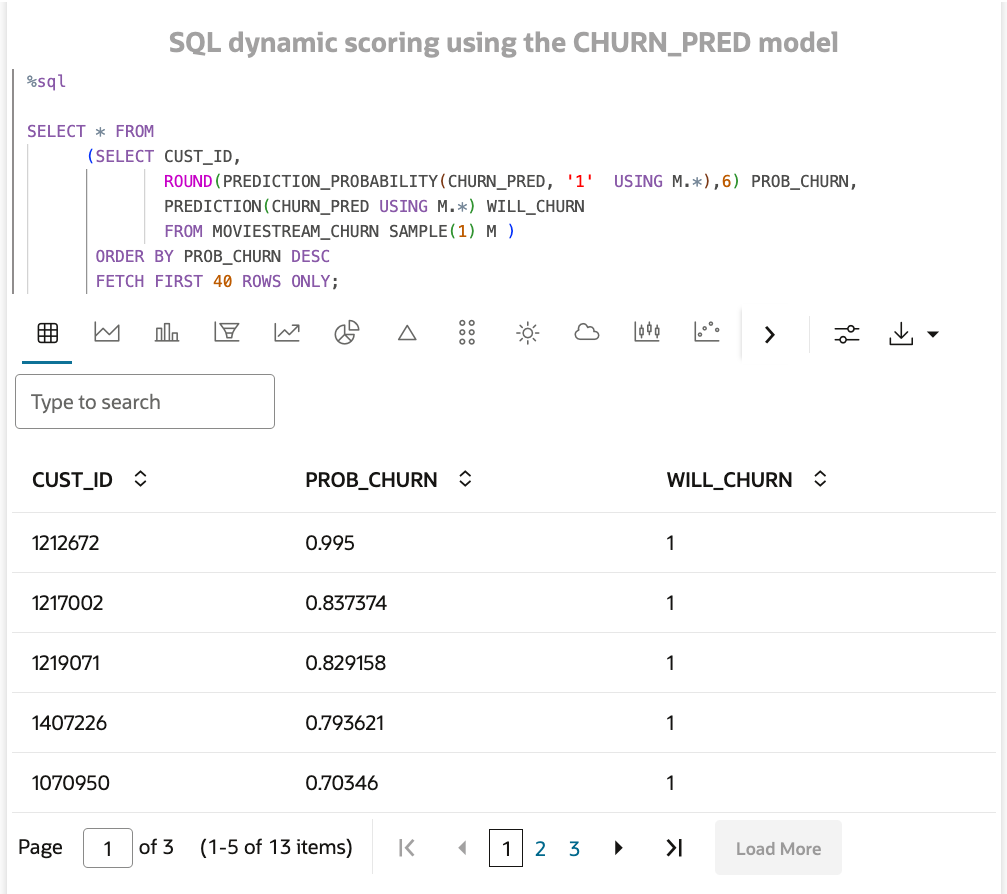 SQL dynamic scoring using the CHURN_PRED model
%sql
SELECT * FROM
(SELECT CUST_ID,
ROUND(PREDICTION_PROBABILITY(CHURN_PRED, '1'  USING M.*),6) PROB_CHURN,
PREDICTION(CHURN_PRED USING M.*) WILL_CHURN
FROM MOVIESTREAM_CHURN SAMPLE(1) M )
ORDER BY PROB_CHURN DESC
FETCH FIRST 40 ROWS ONLY;
Type to search
CUST_ID PROB_CHURN WILL_CHURN
1212672 0.995 1
1217002 0.837374 1
1219071 0.829158 1
1407226 0.793621 1
1070950 0.70346 1
Page 1 of 3 (1-5 of 13 items) 1 2 3 Load More